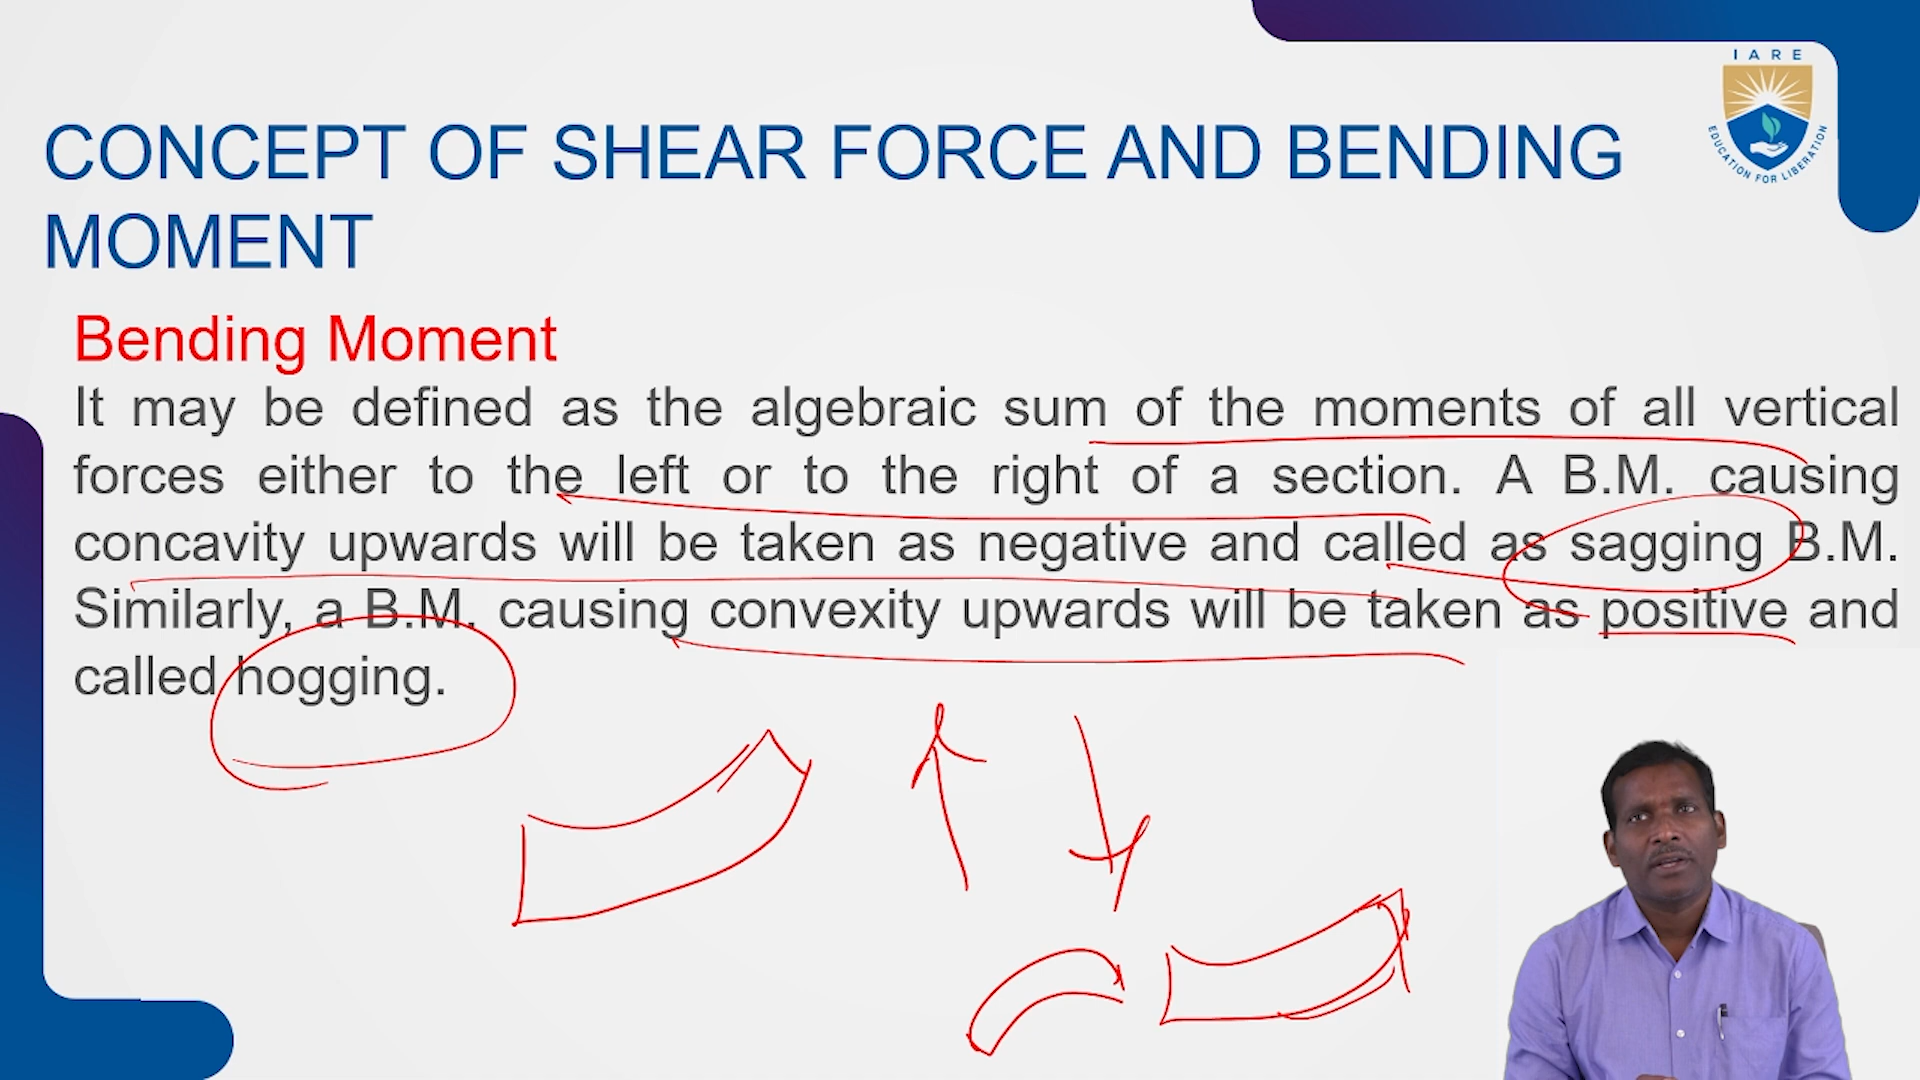 IARE
EDUCATION FOR LIBERATION
CONCEPT OF SHEAR FORCE AND BENDING
MOMENT
Bending Moment
It may be defined as the algebraic sum of the moments of all vertical
forces either to the left or to the right of a section. A B.M. causing
concavity upwards will be taken as negative and called as sagging B.M.
Similarly, a B.M. causing convexity upwards will be taken as positive and
called hogging.